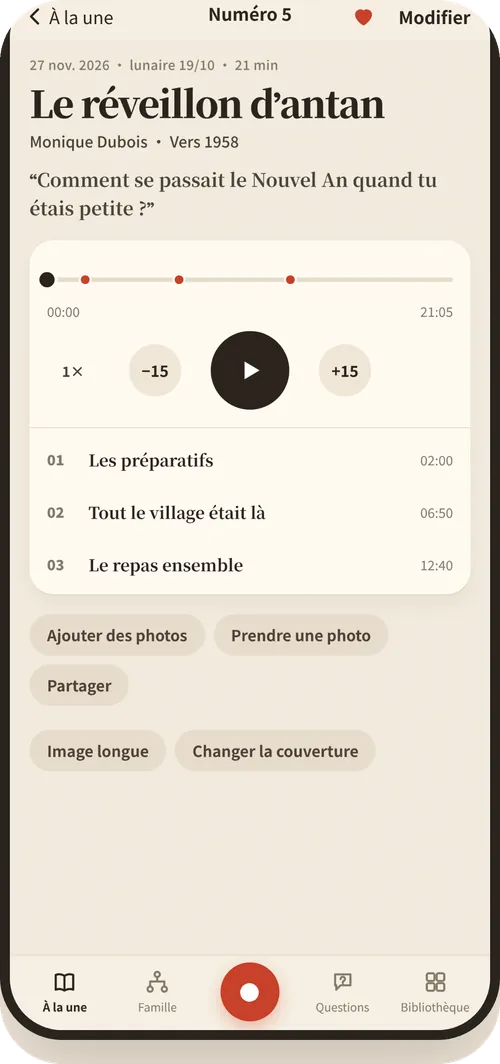 À la une
Numéro 5
Modifier
27 nov. 2026 • lunaire 19/10 • 21 min
Le réveillon d’antan
Monique Dubois • Vers 1958
“Comment se passait le Nouvel An quand tu
étais petite ?”
00:00
21:05
1×
−15
+15
01 Les préparatifs 02:00
02 Tout le village était là 06:50
03 Le repas ensemble 12:40
Ajouter des photos
Prendre une photo
Partager
Image longue
Changer la couverture
À la une
Famille
Questions
Bibliothèque